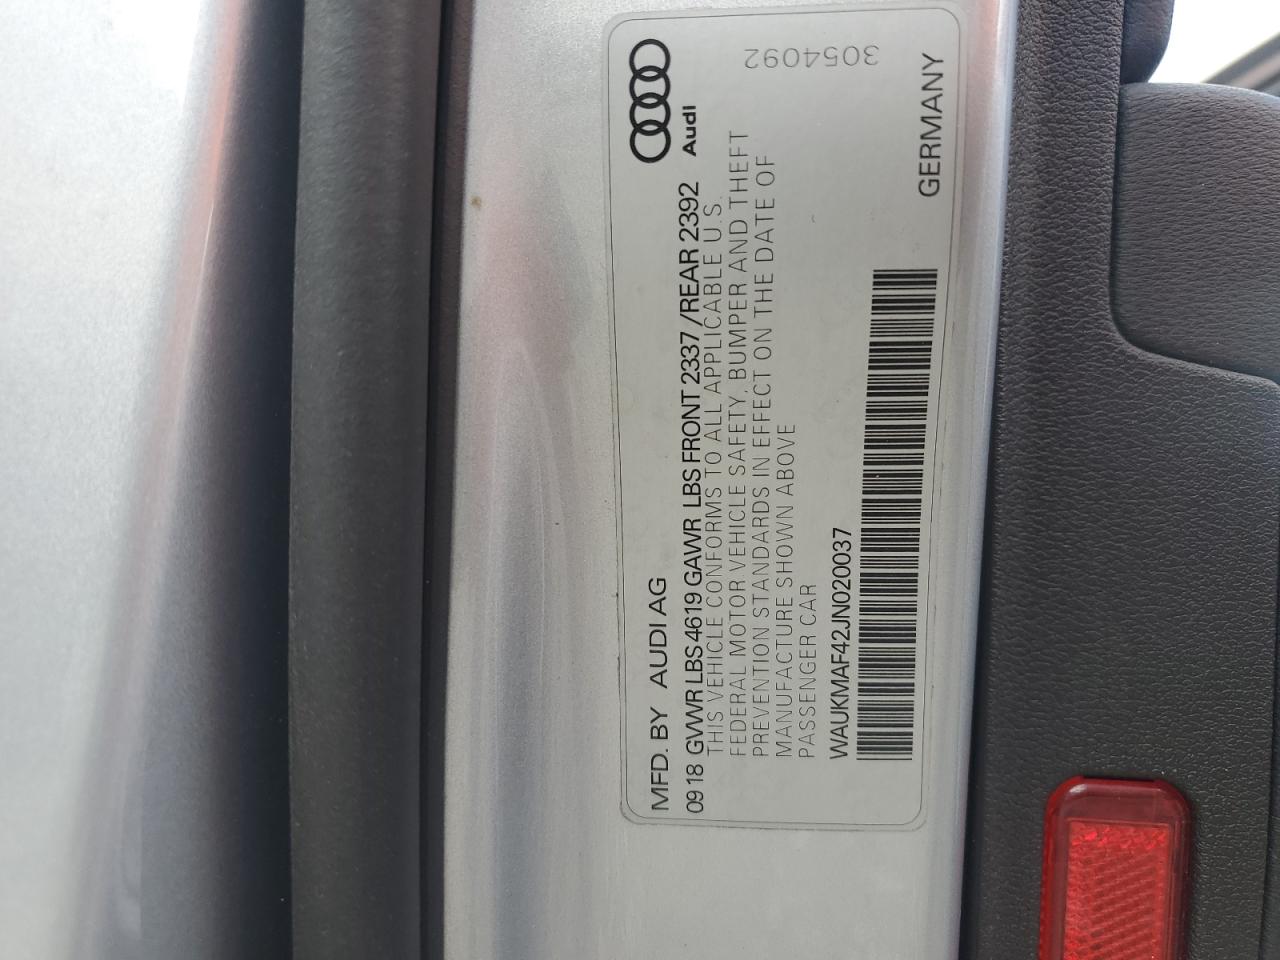 MFD. BY AUDI AG
Audi
0918 GVWR LBS 4619 GAWR LBS FRONT 2337 /REAR 2392
THIS VEHICLE CONFORMS TO ALL APPLICABLE U.S.
FEDERAL MOTOR VEHICLE SAFETY, BUMPER AND THEFT
PREVENTION STANDARDS IN EFFECT ON THE DATE OF
MANUFACTURE SHOWN ABOVE
PASSENGER CAR
3054092
WAUKMAF42JN020037
GERMANY